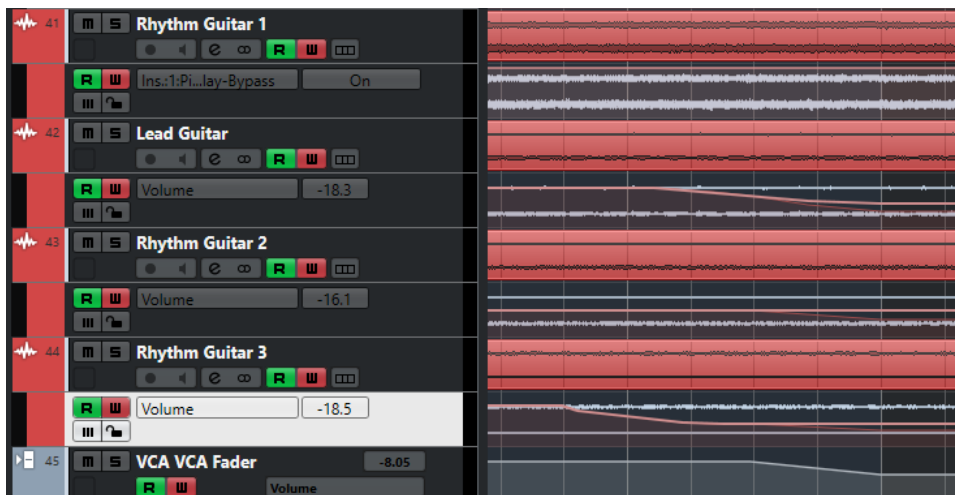 41 m S Rhythm Guitar 1
e R W
R W Ins.:1:Pi...lay-Bypass On
42 m S Lead Guitar
e R W
R W Volume -18.3
43 m S Rhythm Guitar 2
e R W
R W Volume -16.1
44 m S Rhythm Guitar 3
e R W
R W Volume -18.5
45 m S VCA VCA Fader -8.05
R W Volume